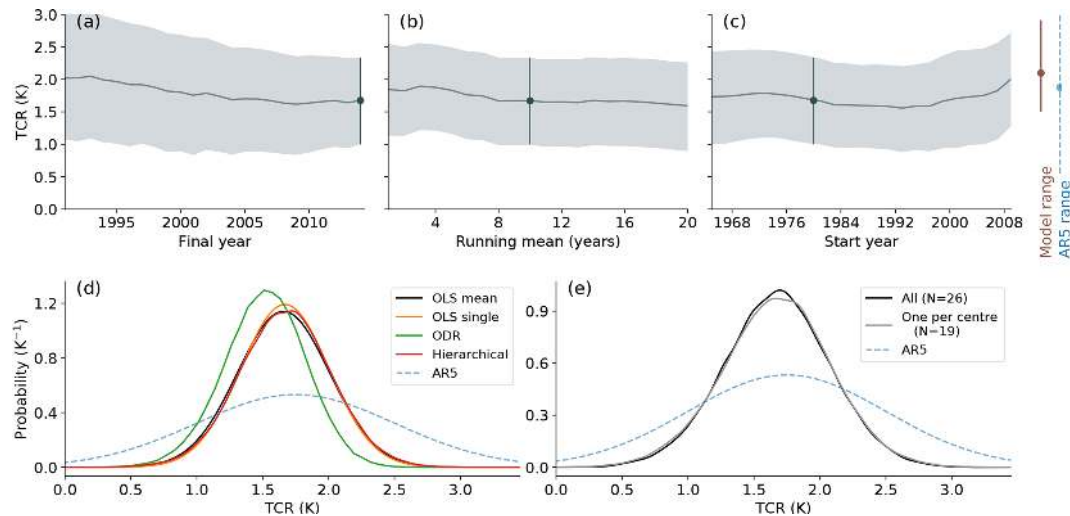 (a)
(b)
(c)
TCR (K)
3.0
2.5
2.0
1.5
1.0
0.5
0.0
1995 2000 2005 2010
Final year
4 8 12 16 20
Running mean (years)
1965 1972 1978 1984 1992 1997 2003 2008
Start year
Model range
AR5 range
(d)
Probability (K⁻¹)
1.2
0.8
0.4
0.0
OLS mean
OLS single
ODR
Hierarchical
AR5
0.0 0.5 1.0 1.5 2.0 2.5 3.0
TCR (K)
(e)
0.9
0.6
0.3
0.0
All (N=26)
One per centre
(N−19)
AR5
0.0 0.5 1.0 1.5 2.0 2.5 3.0
TCR (K)